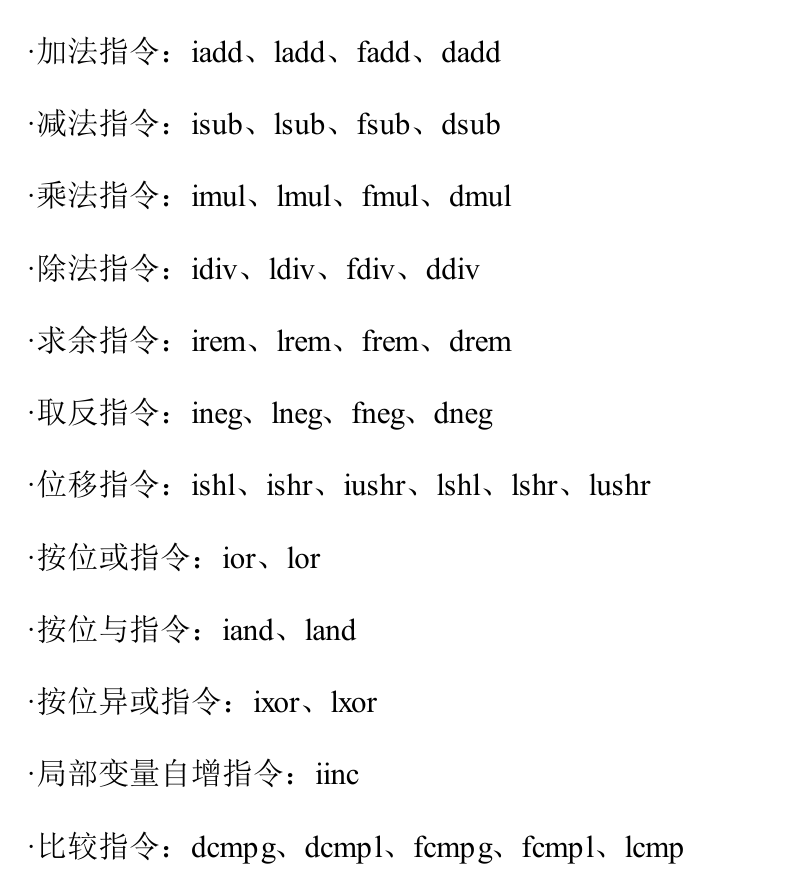 ·加法指令：iadd、ladd、fadd、dadd
·减法指令：isub、lsub、fsub、dsub
·乘法指令：imul、lmul、fmul、dmul
·除法指令：idiv、ldiv、fdiv、ddiv
·求余指令：irem、lrem、frem、drem
·取反指令：ineg、lneg、fneg、dneg
·位移指令：ishl、ishr、iushr、lshl、lshr、lushr
·按位或指令：ior、lor
·按位与指令：iand、land
·按位异或指令：ixor、lxor
·局部变量自增指令：iinc
·比较指令：dcmpg、dcmpl、fcmpg、fcmpl、lcmp